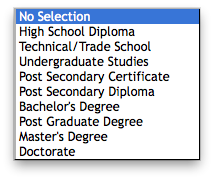 No Selection
High School Diploma
Technical/Trade School
Undergraduate Studies
Post Secondary Certificate
Post Secondary Diploma
Bachelor's Degree
Post Graduate Degree
Master's Degree
Doctorate